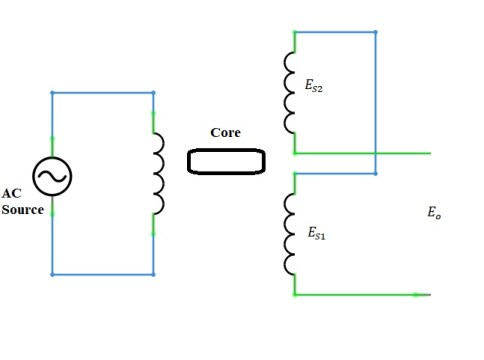 E_{S2}
Core
AC
Source
E_o
E_{S1}